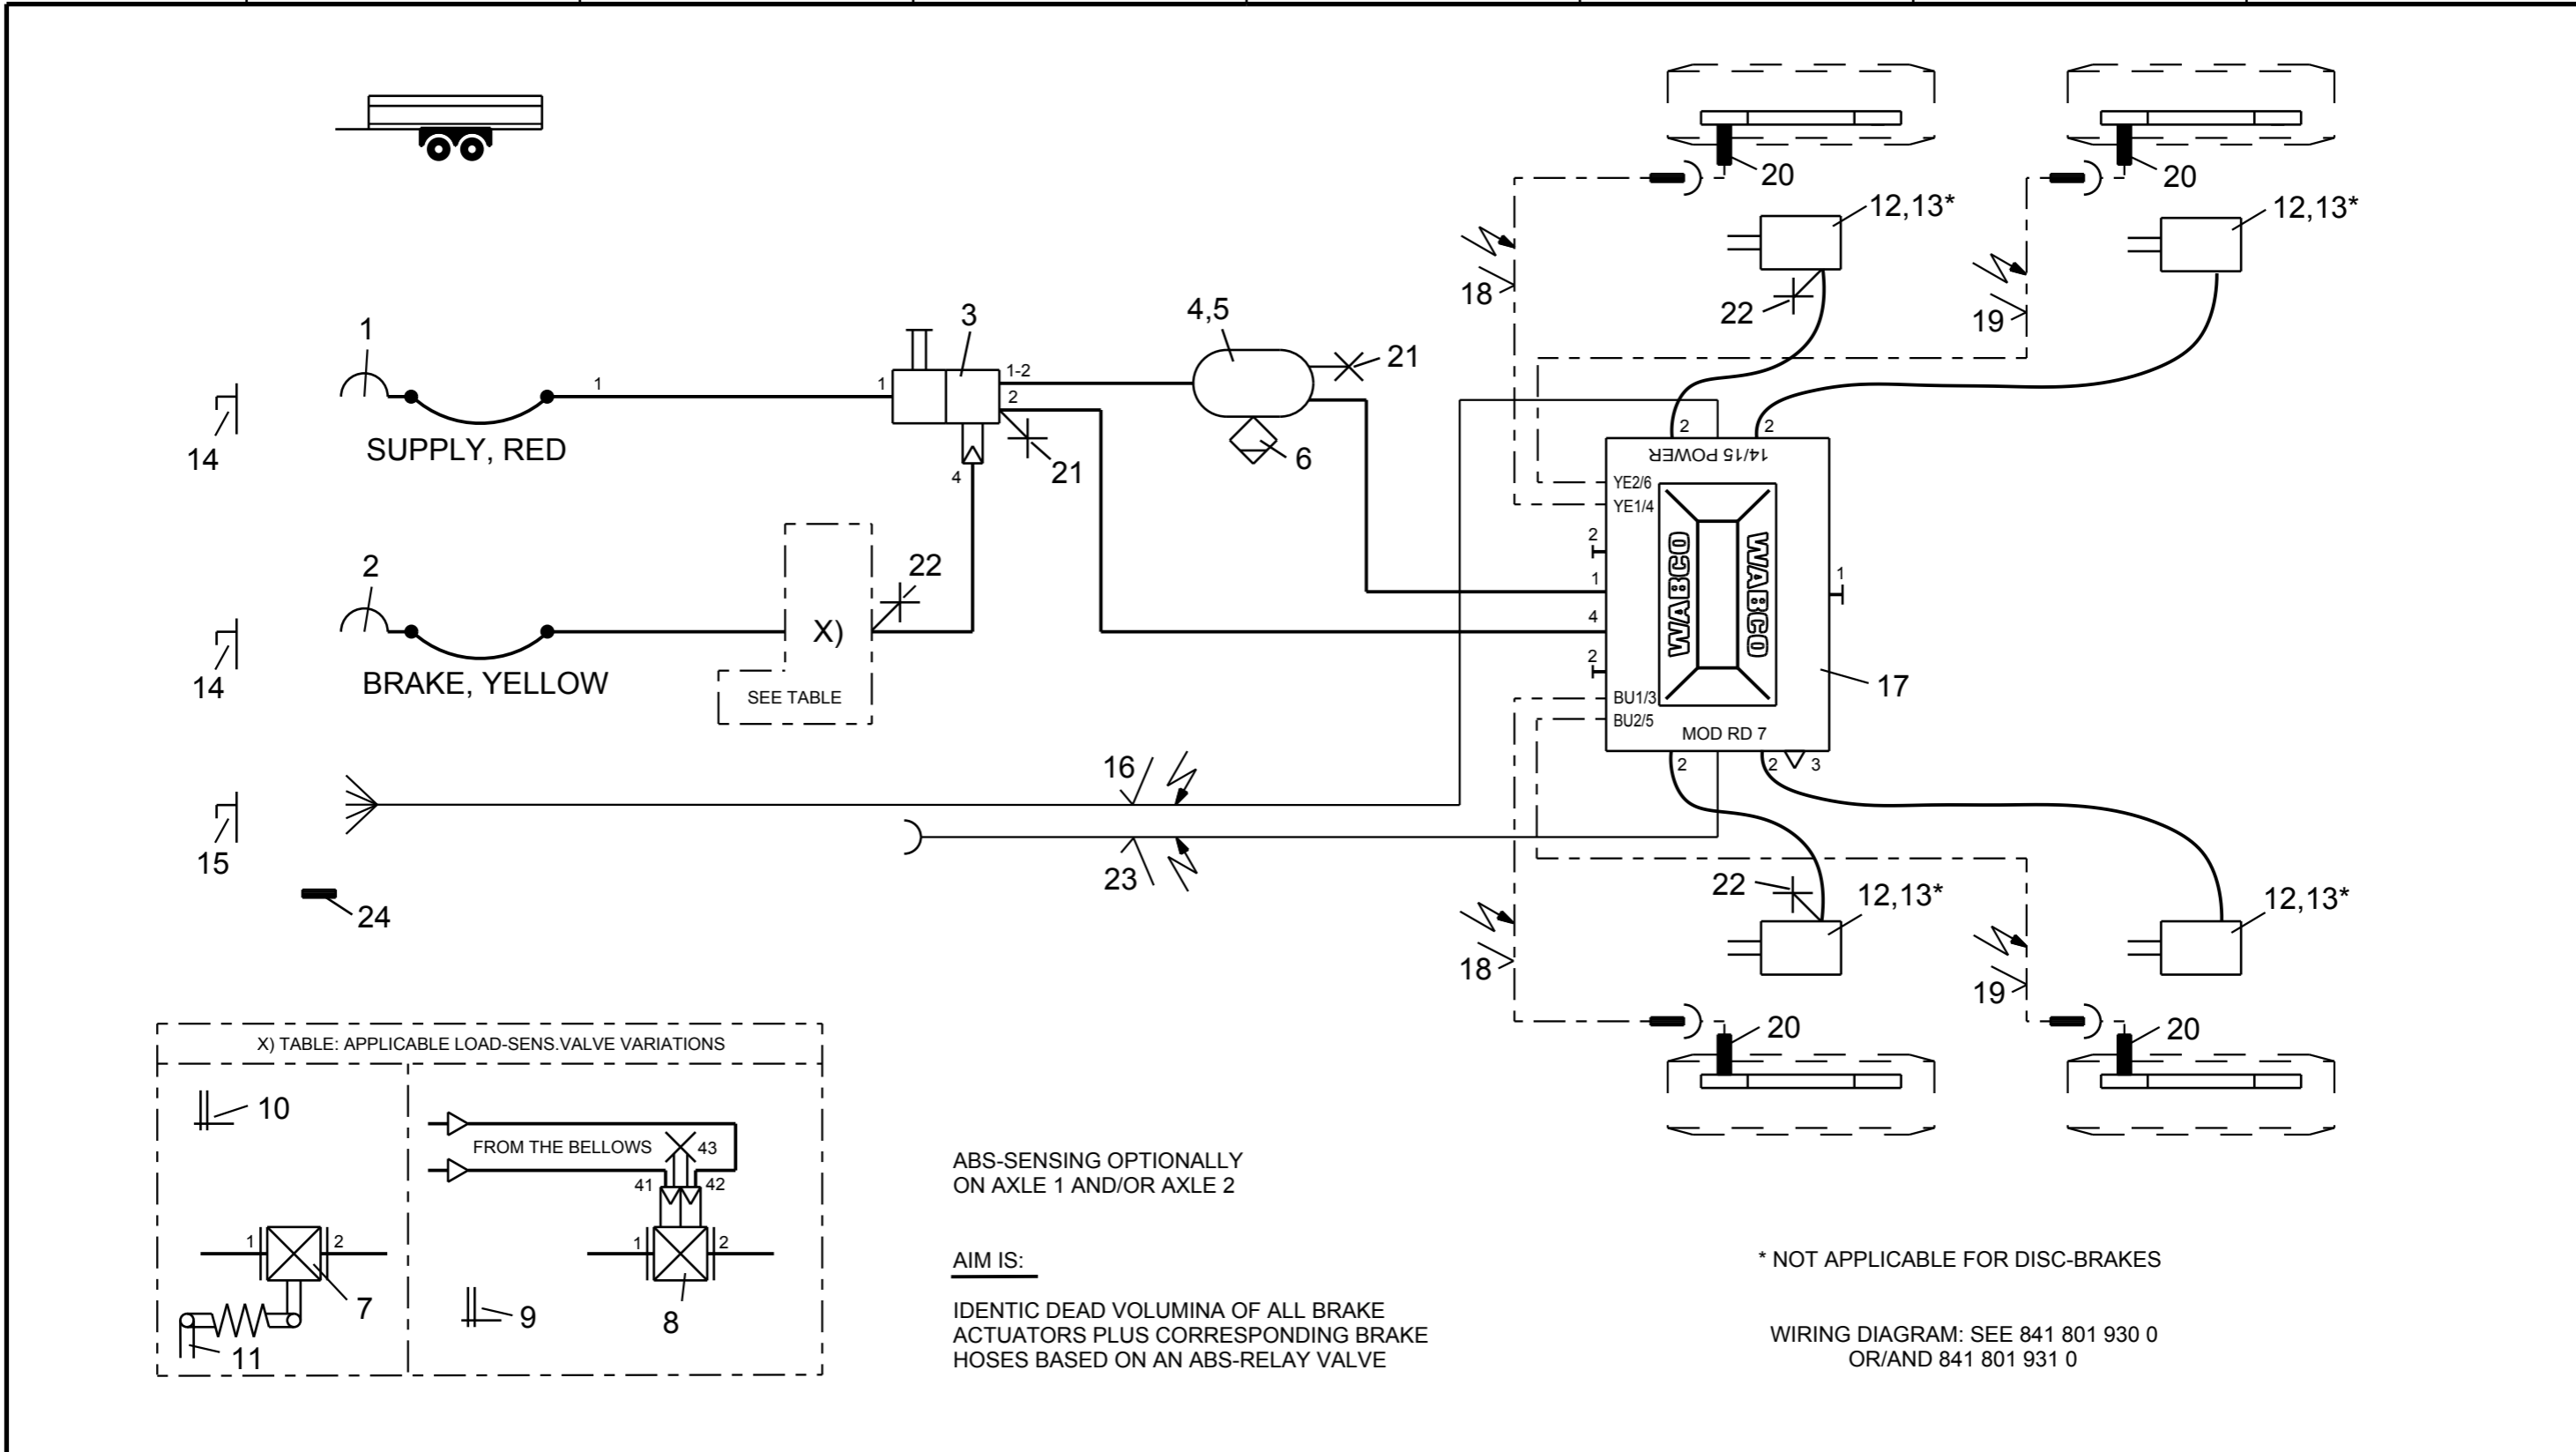 20
20
12,13*
12,13*
18
22
19
1
3
4,5
21
1
1
1-2
2
SUPPLY, RED
14
21
6
4
2
2
14/15 POWER
YE2/6
YE1/4
2
1
1
4
2
WABCO
WABCO
2
22
X)
14
BRAKE, YELLOW
SEE TABLE
BU1/3
BU2/5
17
MOD RD 7
2
2
3
16
15
23
24
22
12,13*
12,13*
18
19
20
20
X) TABLE: APPLICABLE LOAD-SENS.VALVE VARIATIONS
10
FROM THE BELLOWS
43
41
42
1
2
1
2
7
11
9
8
ABS-SENSING OPTIONALLY
ON AXLE 1 AND/OR AXLE 2
AIM IS:
IDENTIC DEAD VOLUMINA OF ALL BRAKE
ACTUATORS PLUS CORRESPONDING BRAKE
HOSES BASED ON AN ABS-RELAY VALVE
* NOT APPLICABLE FOR DISC-BRAKES
WIRING DIAGRAM: SEE 841 801 930 0
OR/AND 841 801 931 0